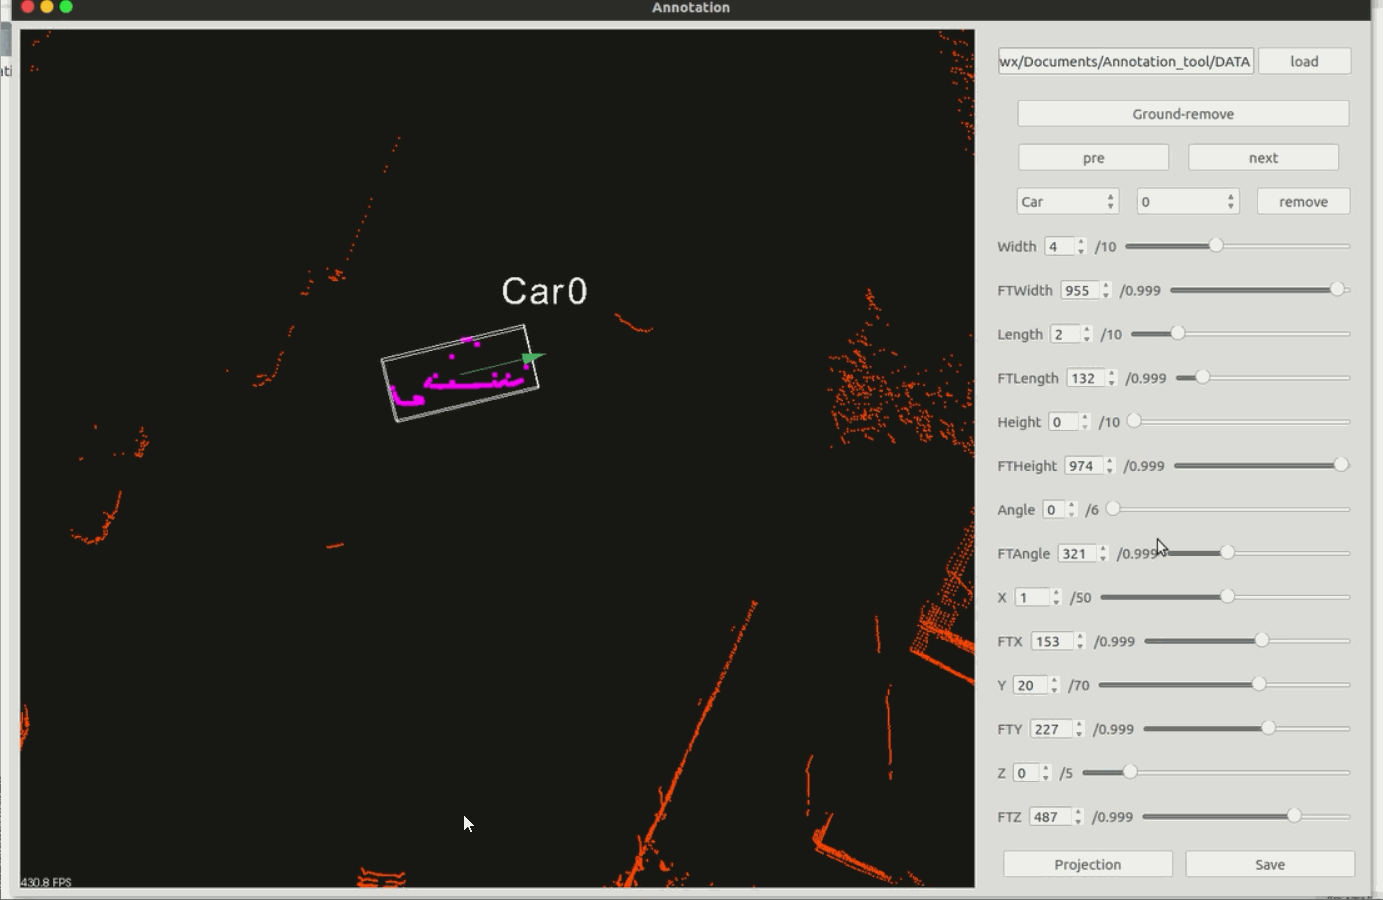 Annotation
wx/Documents/Annotation_tool/DATA load
Ground-remove
pre next
Car 0 remove
Width 4 /10
Car0
FTWidth 955 /0.999
Length 2 /10
FTLength 132 /0.999
Height 0 /10
FTHeight 974 /0.999
Angle 0 /6
FTAngle 321 /0.999
X 1 /50
FTX 153 /0.999
Y 20 /70
FTY 227 /0.999
Z 0 /5
FTZ 487 /0.999
Projection Save
430.8 FPS